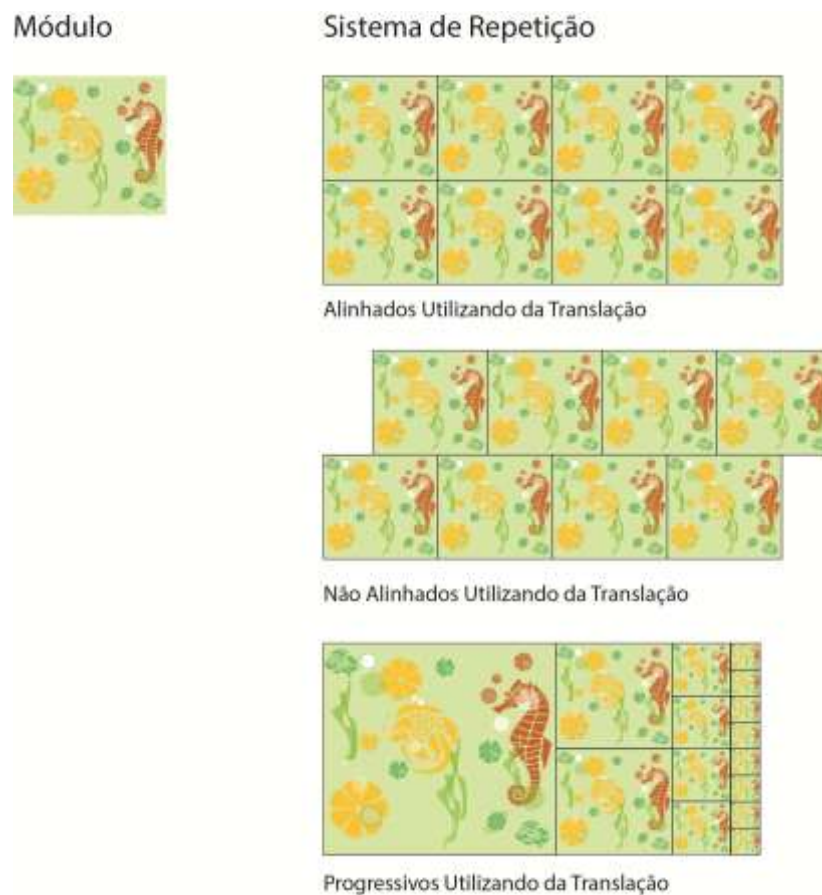 Módulo
Sistema de Repetição
Alinhados Utilizando da Translação
Não Alinhados Utilizando da Translação
Progressivos Utilizando da Translação